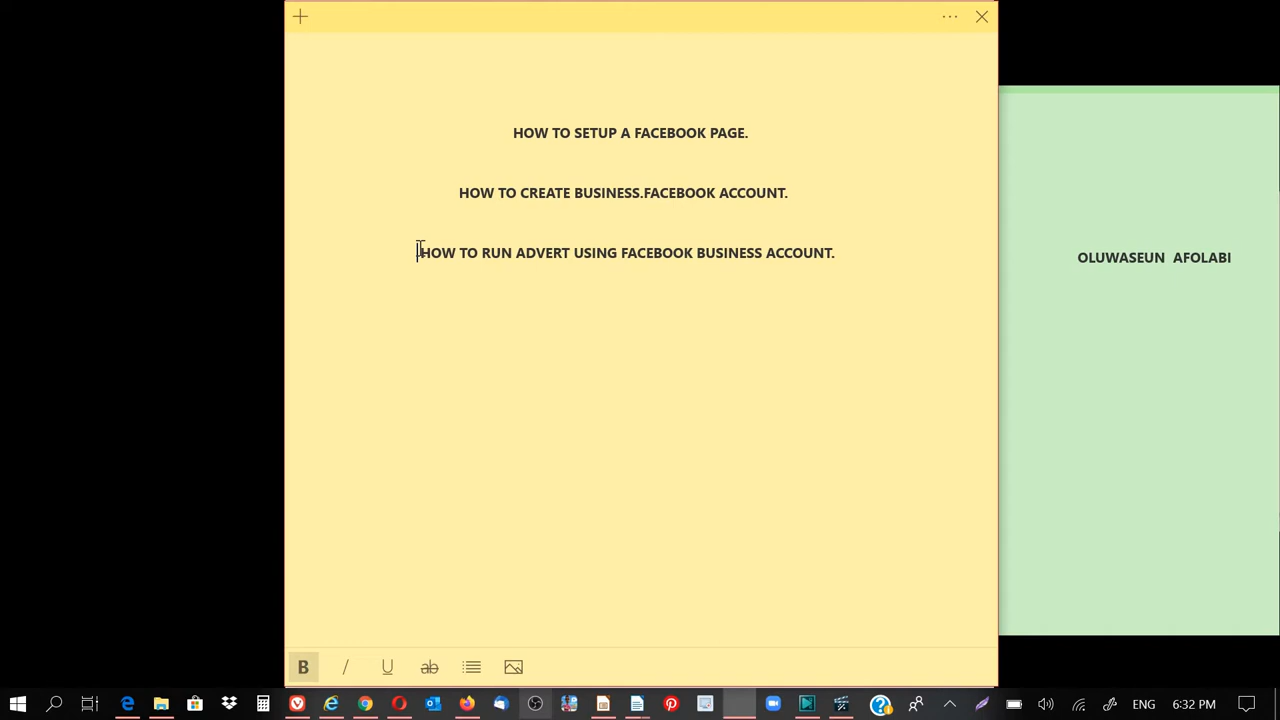 HOW TO SETUP A FACEBOOK PAGE.
HOW TO CREATE BUSINESS.FACEBOOK ACCOUNT.
HOW TO RUN ADVERT USING FACEBOOK BUSINESS ACCOUNT.
OLUWASEUN  AFOLABI
B / U ab
ENG 6:32 PM